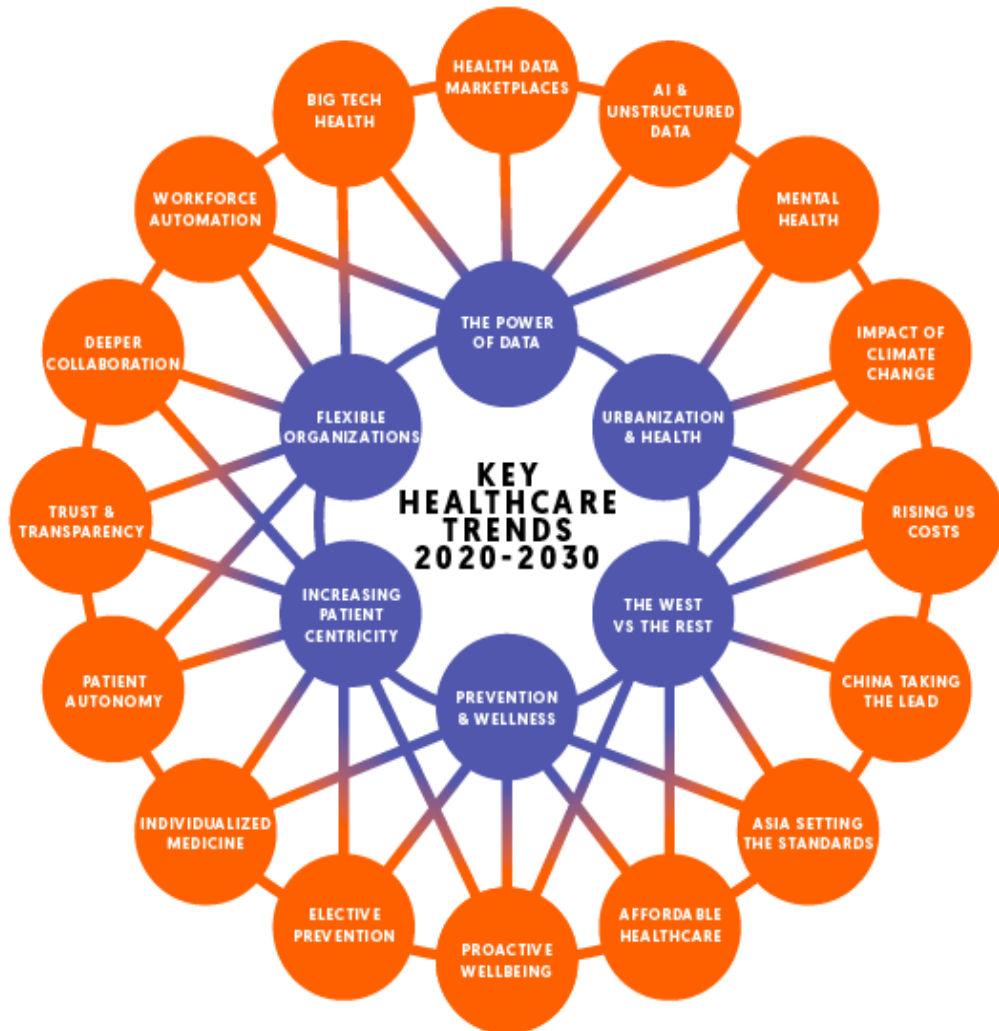 HEALTH DATA
MARKETPLACES
AI &
UNSTRUCTURED
DATA
MENTAL
HEALTH
IMPACT OF
CLIMATE
CHANGE
RISING US
COSTS
CHINA TAKING
THE LEAD
ASIA SETTING
THE STANDARDS
AFFORDABLE
HEALTHCARE
PROACTIVE
WELLBEING
ELECTIVE
PREVENTION
INDIVIDUALIZED
MEDICINE
PATIENT
AUTONOMY
TRUST &
TRANSPARENCY
DEEPER
COLLABORATION
WORKFORCE
AUTOMATION
BIG TECH
HEALTH
THE POWER
OF DATA
URBANIZATION
& HEALTH
THE WEST
VS THE REST
PREVENTION
& WELLNESS
INCREASING
PATIENT
CENTRICITY
FLEXIBLE
ORGANIZATIONS
KEY
HEALTHCARE
TRENDS
2020-2030